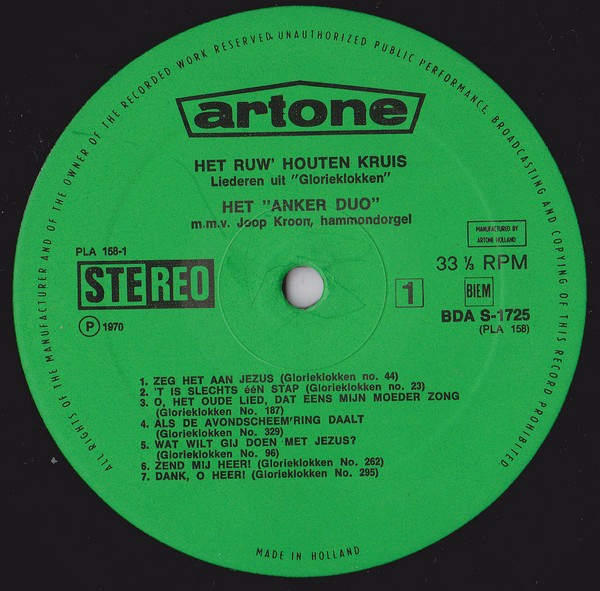 ALL RIGHTS OF THE MANUFACTURER AND OF THE OWNER OF THE RECORDED WORK RESERVED. UNAUTHORIZED PUBLIC PERFORMANCE, BROADCASTING AND COPYING OF THIS RECORD PROHIBITED
artone
HET RUW' HOUTEN KRUIS
Liederen uit "Glorieklokken"
HET "ANKER DUO"
m.m.v. Joop Kroon, hammondorgel
MANUFACTURED BY
ARTONE HOLLAND
PLA 158-1
STEREO
℗ 1970
33 ⅓ RPM
1
BIEM
BDA S-1725
(PLA 158)
1. ZEG HET AAN JEZUS (Glorieklokken no. 44)
2. 'T IS SLECHTS ééN STAP (Glorieklokken no. 23)
3. O, HET OUDE LIED, DAT EENS MIJN MOEDER ZONG
(Glorieklokken No. 187)
4. ALS DE AVONDSCHEEM'RING DAALT
(Glorieklokken No. 329)
5. WAT WILT GIJ DOEN MET JEZUS?
(Glorieklokken No. 96)
6. ZEND MIJ HEER! (Glorieklokken No. 262)
7. DANK, O HEER! (Glorieklokken No. 295)
MADE IN HOLLAND